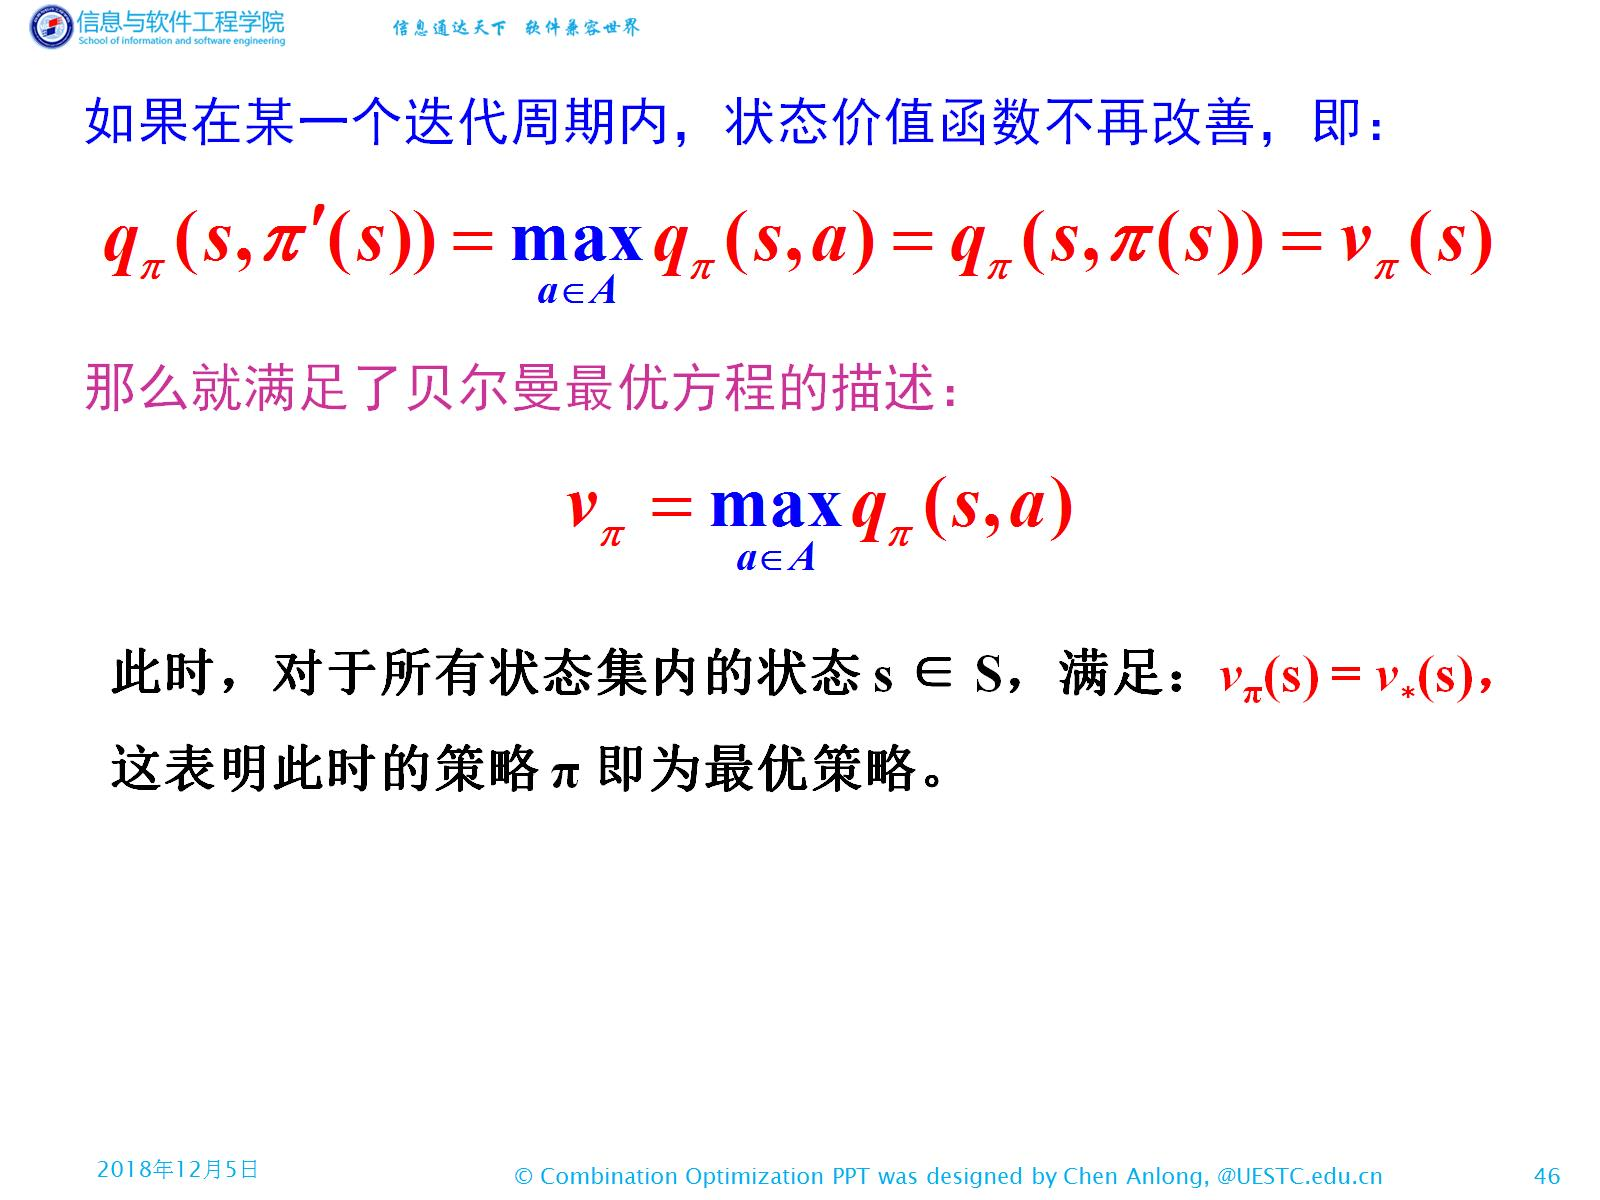 信息与软件工程学院
School of information and software engineering
信息通达天下 软件兼容世界
如果在某一个迭代周期内，状态价值函数不再改善，即：
qπ(s,π′(s)) = max qπ(s,a) = qπ(s,π(s)) = vπ(s)
a∈A
那么就满足了贝尔曼最优方程的描述：
vπ = max qπ(s,a)
a∈A
此时，对于所有状态集内的状态 s ∈ S，满足：vπ(s) = v*(s)，
这表明此时的策略 π 即为最优策略。
2018年12月5日
© Combination Optimization PPT was designed by Chen Anlong, @UESTC.edu.cn
46